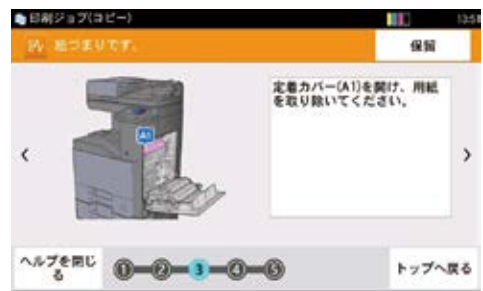 印刷ジョブ(コピー)
13:51
紙づまりです。
保留
定着カバー(A1)を開け、用紙
を取り除いてください。
A1
ヘルプを閉じ
る
1 2 3 4 5
トップへ戻る